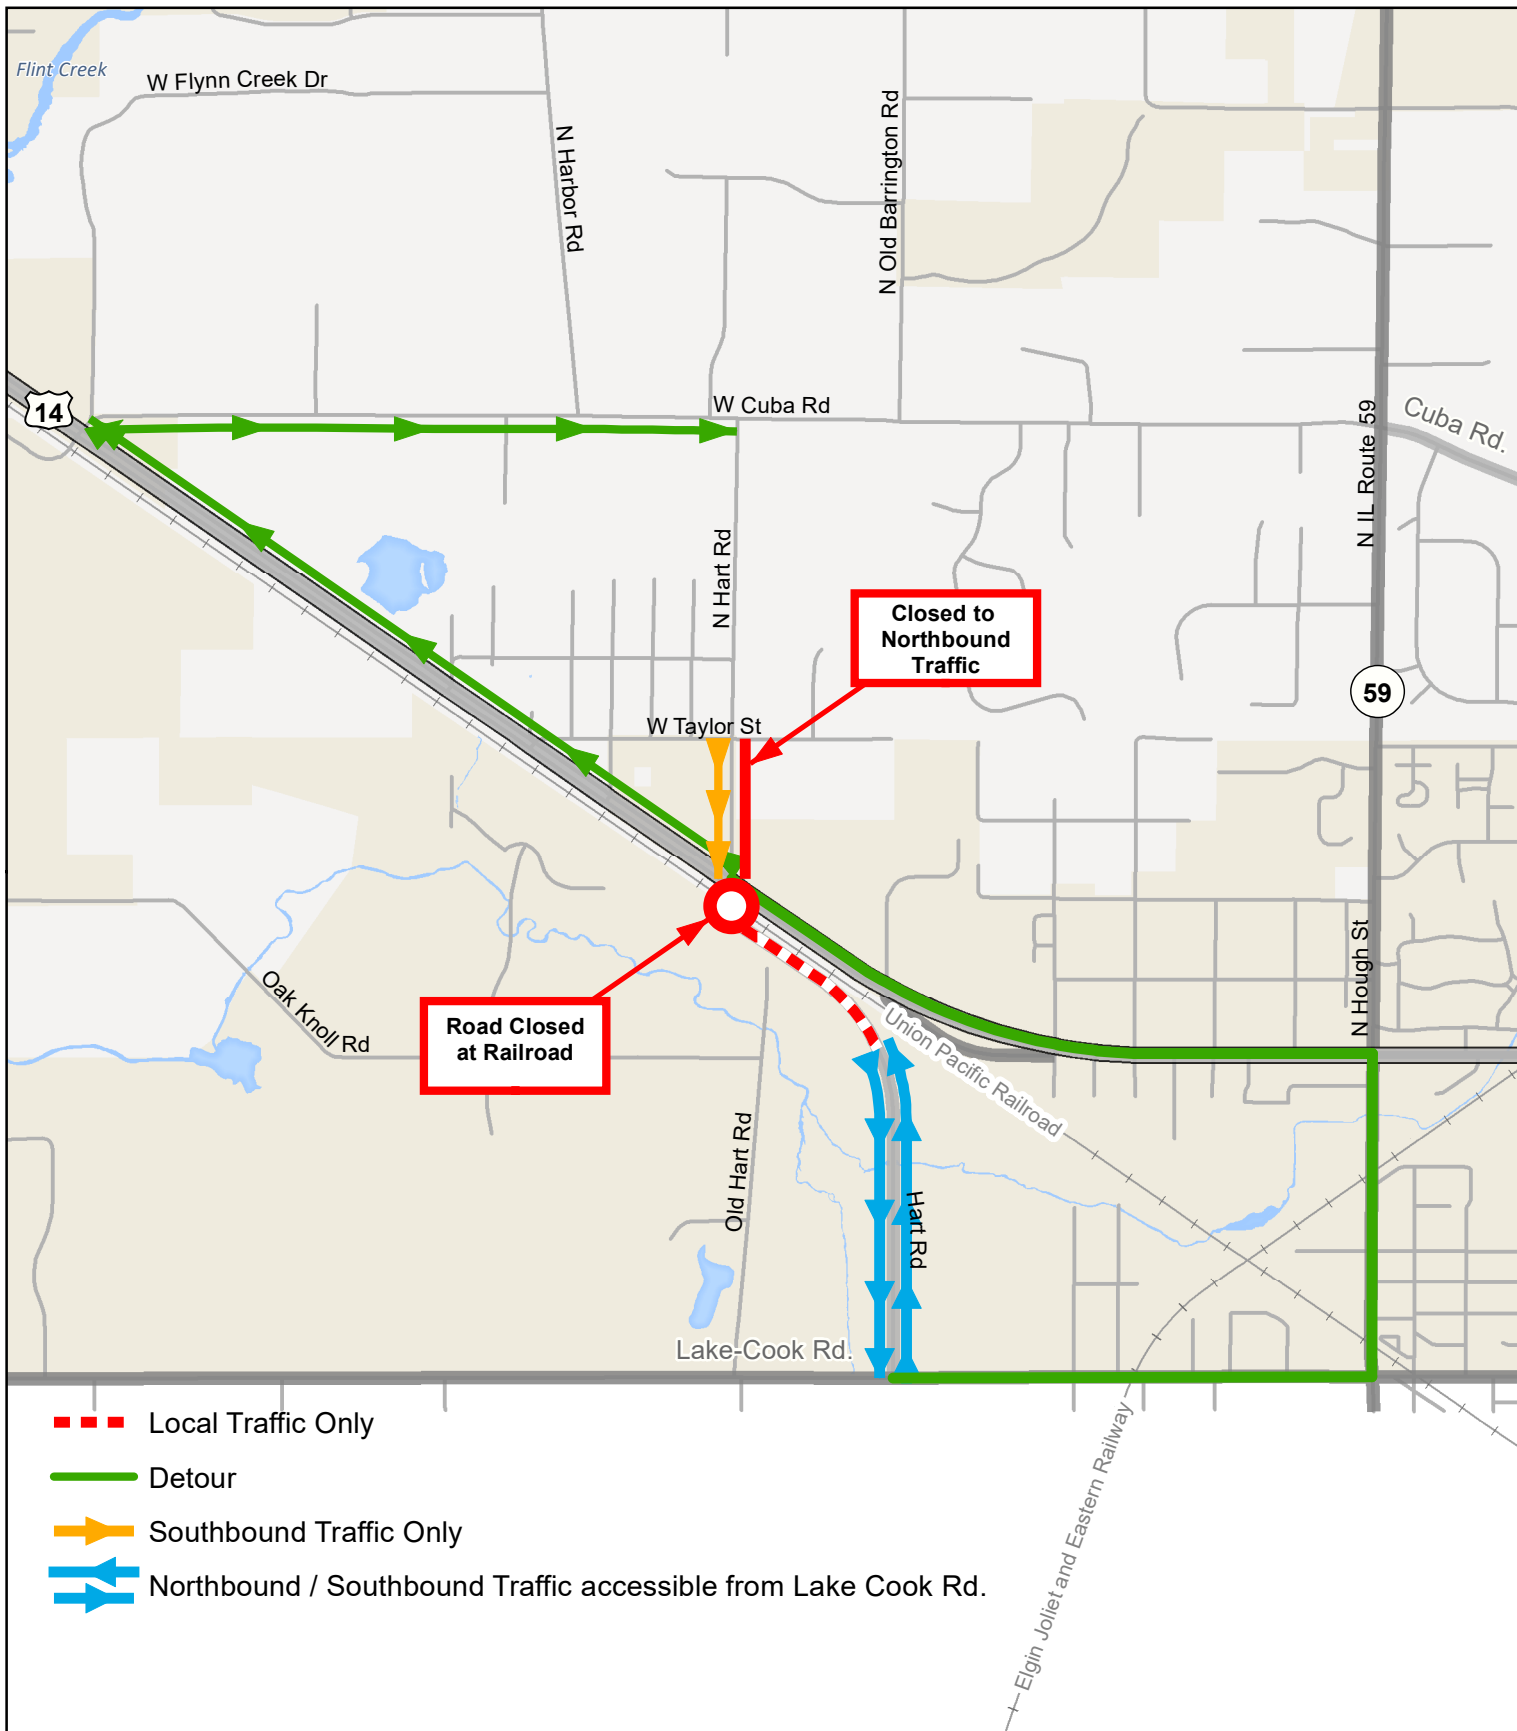 Flint Creek
W Flynn Creek Dr
N Harbor Rd
N Old Barrington Rd
14
W Cuba Rd
N IL Route 59
Cuba Rd.
N Hart Rd
Closed to
Northbound
Traffic
59
W Taylor St
N Hough St
Oak Knoll Rd
Road Closed
at Railroad
Union Pacific Railroad
Old Hart Rd
Hart Rd
Lake-Cook Rd.
Elgin Joliet and Eastern Railway
Local Traffic Only
Detour
Southbound Traffic Only
Northbound / Southbound Traffic accessible from Lake Cook Rd.